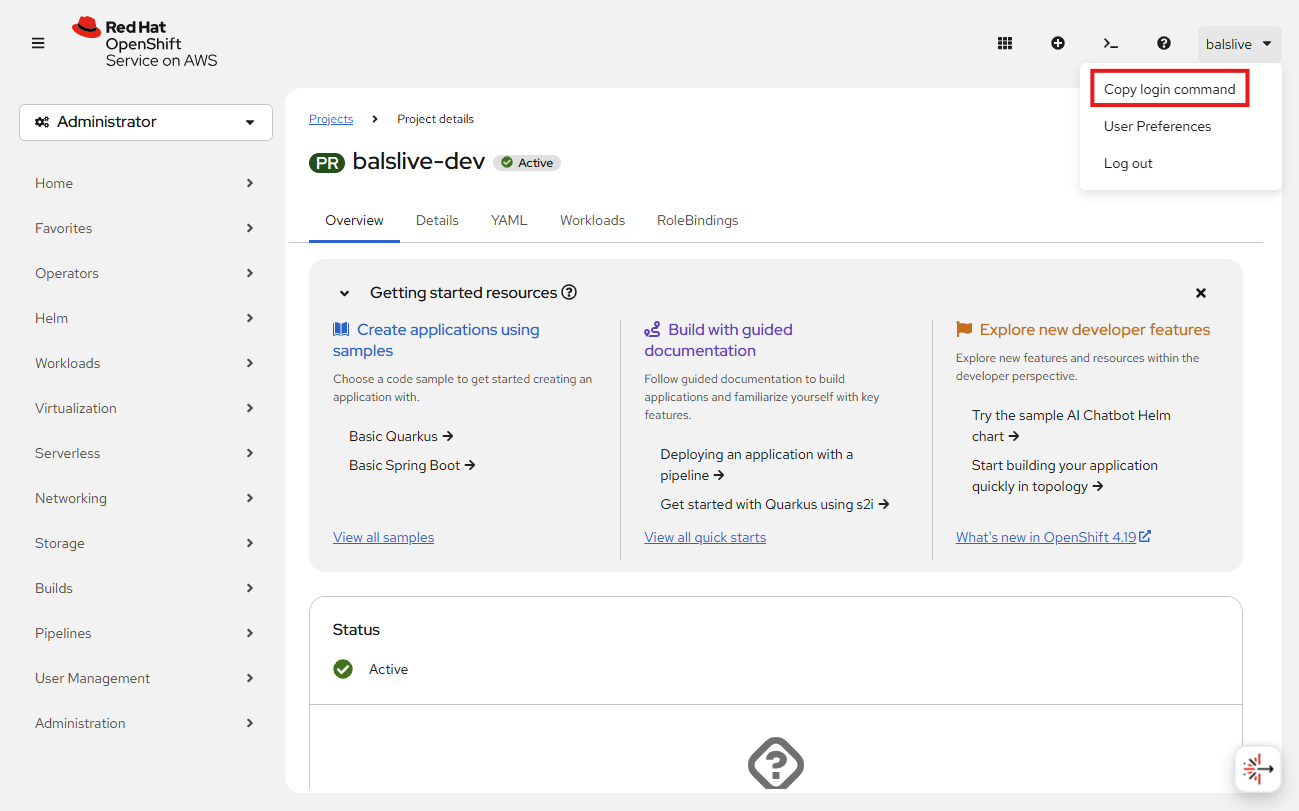 Red Hat
OpenShift
Service on AWS
balslive
Copy login command
User Preferences
Log out
Administrator
Home
Favorites
Operators
Helm
Workloads
Virtualization
Serverless
Networking
Storage
Builds
Pipelines
User Management
Administration
Projects
Project details
PR balslive-dev Active
Overview Details YAML Workloads RoleBindings
Getting started resources
Create applications using
samples
Choose a code sample to get started creating an
application with.
Basic Quarkus
Basic Spring Boot
View all samples
Build with guided
documentation
Follow guided documentation to build
applications and familiarize yourself with key
features.
Deploying an application with a
pipeline
Get started with Quarkus using s2i
View all quick starts
Explore new developer features
Explore new features and resources within the
developer perspective.
Try the sample AI Chatbot Helm
chart
Start building your application
quickly in topology
What's new in OpenShift 4.19
Status
Active